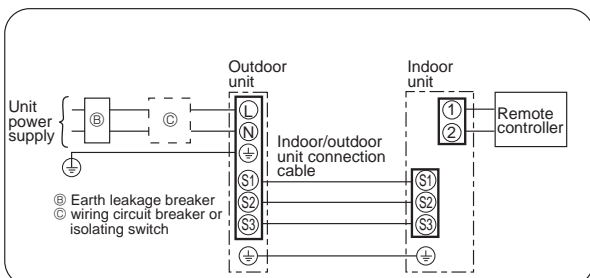 Outdoor
unit
Indoor
unit
Unit
power
supply
Ⓑ
Ⓒ
L
N
1
2
Remote
controller
Indoor/outdoor
unit connection
cable
S1
S2
S3
S1
S2
S3
Ⓑ Earth leakage breaker
Ⓒ wiring circuit breaker or
isolating switch